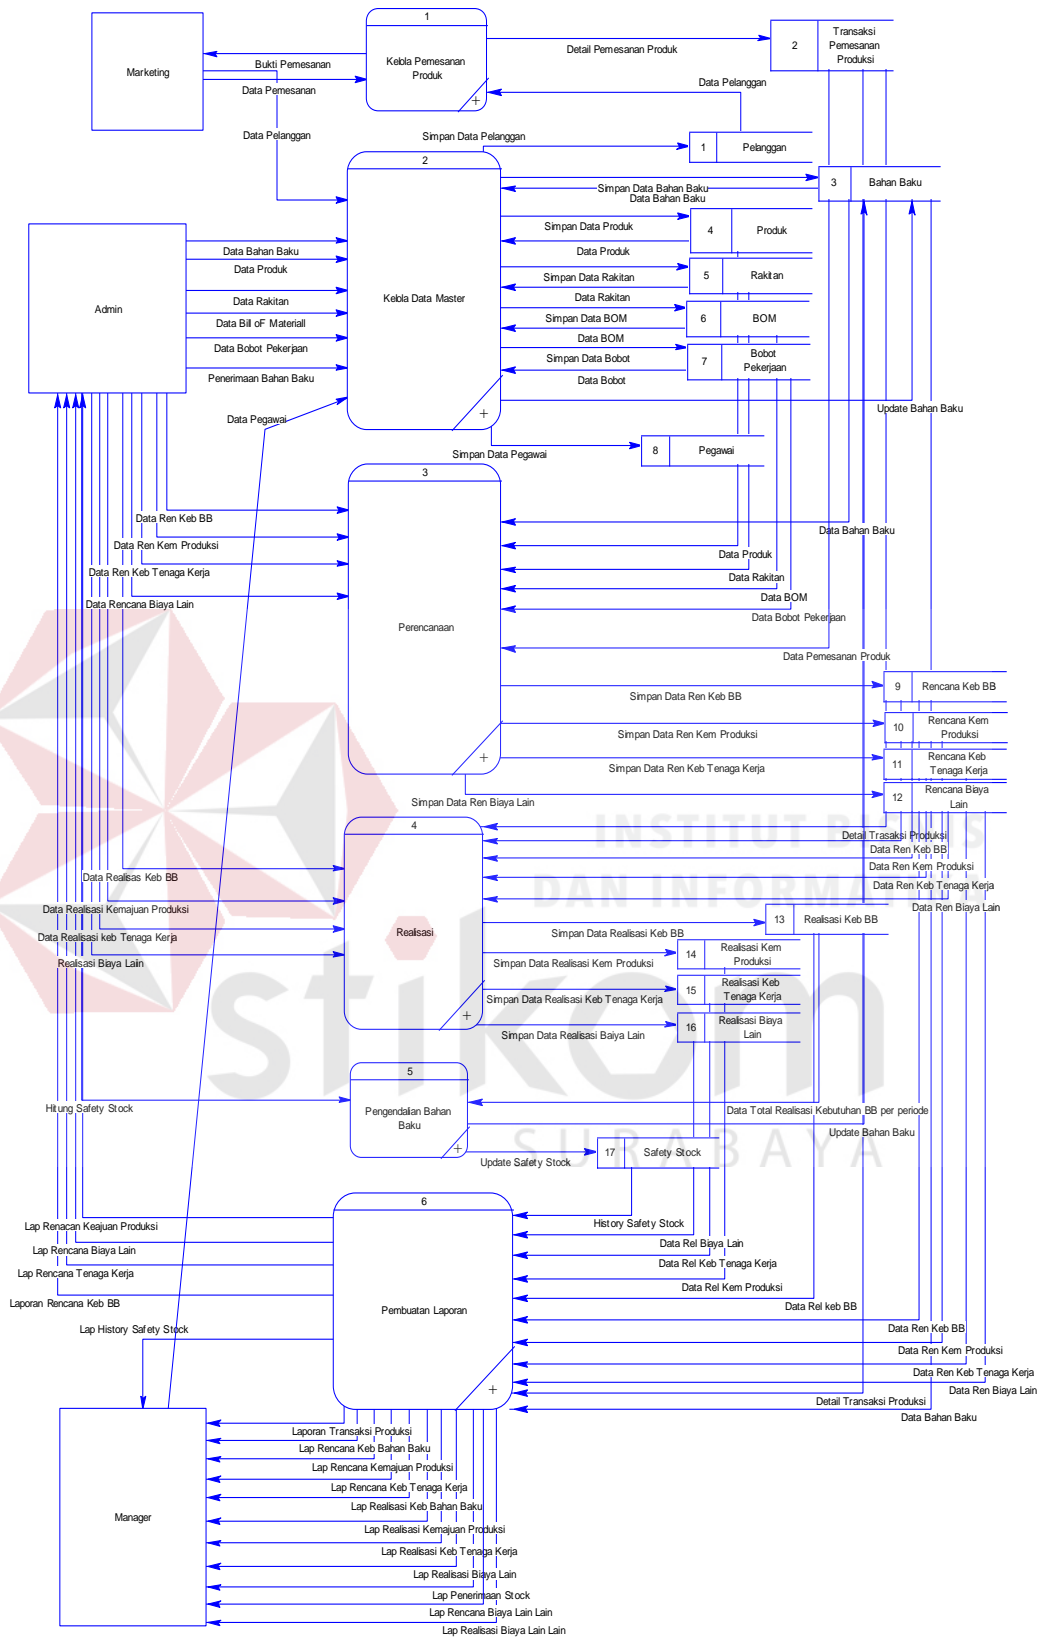 1
Kelola Pemesanan
Produk
+
Marketing
Bukti Pemesanan
Data Pemesanan
Data Pelanggan
Detail Pemesanan Produk
2
Transaksi
Pemesanan
Produksi
Data Pelanggan
Simpan Data Pelanggan
1
Pelanggan
2
Kelola Data Master
+
3
Bahan Baku
Simpan Data Bahan Baku
Data Bahan Baku
4
Produk
Simpan Data Produk
Data Produk
5
Rakitan
Simpan Data Rakitan
Data Rakitan
6
BOM
Simpan Data BOM
Data BOM
7
Bobot
Pekerjaan
Simpan Data Bobot
Data Bobot
Update Bahan Baku
Simpan Data Pegawai
8
Pegawai
Admin
Data Bahan Baku
Data Produk
Data Rakitan
Data Bill oF Materiall
Data Bobot Pekerjaan
Penerimaan Bahan Baku
Data Pegawai
3
Perencanaan
+
Data Ren Keb BB
Data Ren Kem Produksi
Data Ren Keb Tenaga Kerja
Data Rencana Biaya Lain
Data Bahan Baku
Data Produk
Data Rakitan
Data BOM
Data Bobot Pekerjaan
Data Pemesanan Produk
Simpan Data Ren Keb BB
9
Rencana Keb BB
Simpan Data Ren Kem Produksi
10
Rencana Kem
Produksi
Simpan Data Ren Keb Tenaga Kerja
11
Rencana Keb
Tenaga Kerja
Simpan Data Ren Biaya Lain
12
Rencana Biaya
Lain
INSTITUT BISNIS
DAN INFORMATIKA
stikom
SURABAYA
4
Realisasi
+
Detail Trasaksi Produksi
Data Ren Keb BB
Data Ren Kem Produksi
Data Ren Keb Tenaga Kerja
Data Ren Biaya Lain
Data Realisas Keb BB
Data Realisasi Kemajuan Produksi
Data Realisasi keb Tenaga Kerja
Realisasi Biaya Lain
Simpan Data Realisasi Keb BB
13
Realisasi Keb BB
Simpan Data Realisasi Kem Produksi
14
Realisasi Kem
Produksi
Simpan Data Realisasi Keb Tenaga Kerja
15
Realisasi Keb
Tenaga Kerja
Simpan Data Realisasi Baiya Lain
16
Realisasi Biaya
Lain
5
Pengendalian Bahan
Baku
+
Hitung Safety Stock
Data Total Realisasi Kebutuhan BB per periode
Update Bahan Baku
Update Safety Stock
17
Safety Stock
6
Pembuatan Laporan
+
History Safety Stock
Data Rel Biaya Lain
Data Rel Keb Tenaga Kerja
Data Rel Kem Produksi
Data Rel keb BB
Data Ren Keb BB
Data Ren Kem Produksi
Data Ren Keb Tenaga Kerja
Data Ren Biaya Lain
Detail Transaksi Produksi
Data Bahan Baku
Lap Renacan Keajuan Produksi
Lap Rencana Biaya Lain
Lap Rencana Tenaga Kerja
Laporan Rencana Keb BB
Lap History Safety Stock
Manager
Laporan Transaksi Produksi
Lap Rencana Keb Bahan Baku
Lap Rencana Kemajuan Produksi
Lap Rencana Keb Tenaga Kerja
Lap Realisasi Keb Bahan Baku
Lap Realisasi Kemajuan Produksi
Lap Realisasi Keb Tenaga Kerja
Lap Realisasi Biaya Lain
Lap Penerimaan Stock
Lap Rencana Biaya Lain Lain
Lap Realisasi Biaya Lain Lain